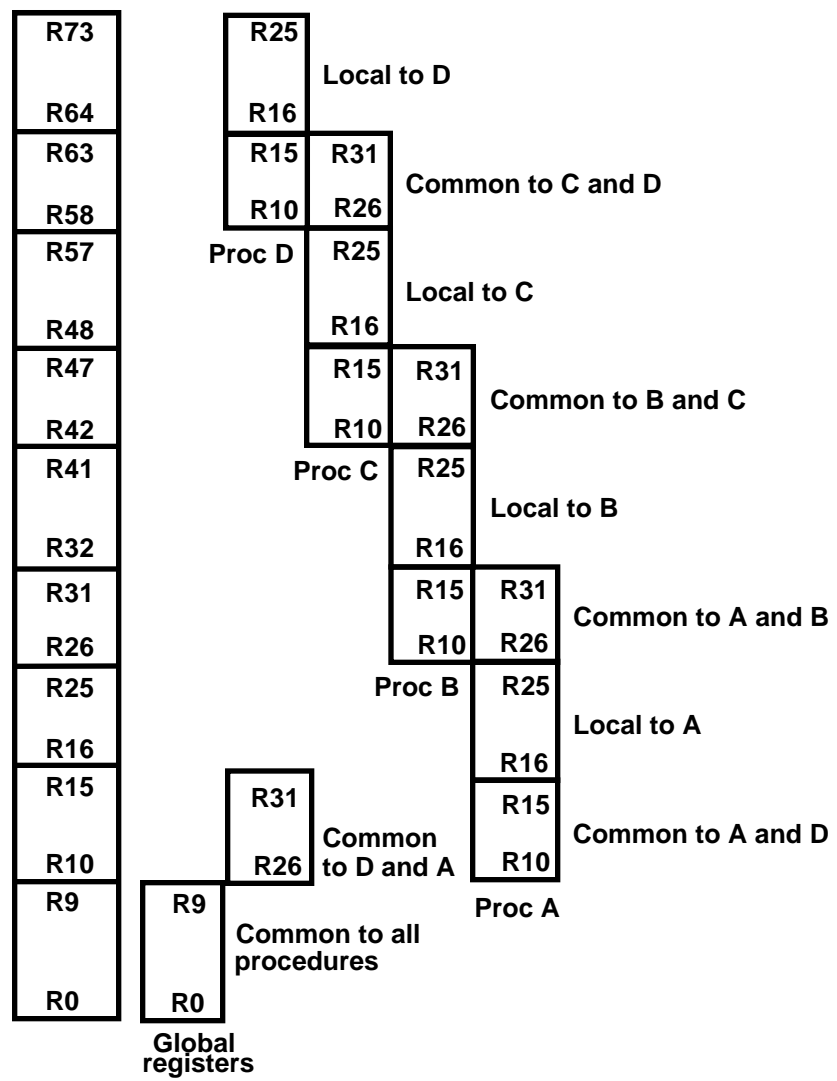 R73 R25
Local to D
R64 R16
R63 R15 R31
Common to C and D
R58 R10 R26
R57 Proc D R25
Local to C
R48 R16
R47 R15 R31
Common to B and C
R42 R10 R26
R41 Proc C R25
Local to B
R32 R16
R31 R15 R31
Common to A and B
R26 R10 R26
R25 Proc B R25
Local to A
R16 R16
R15 R31 R15
Common Common to A and D
R10 R26 to D and A R10
R9 R9 Proc A
Common to all
procedures
R0 R0
Global
registers